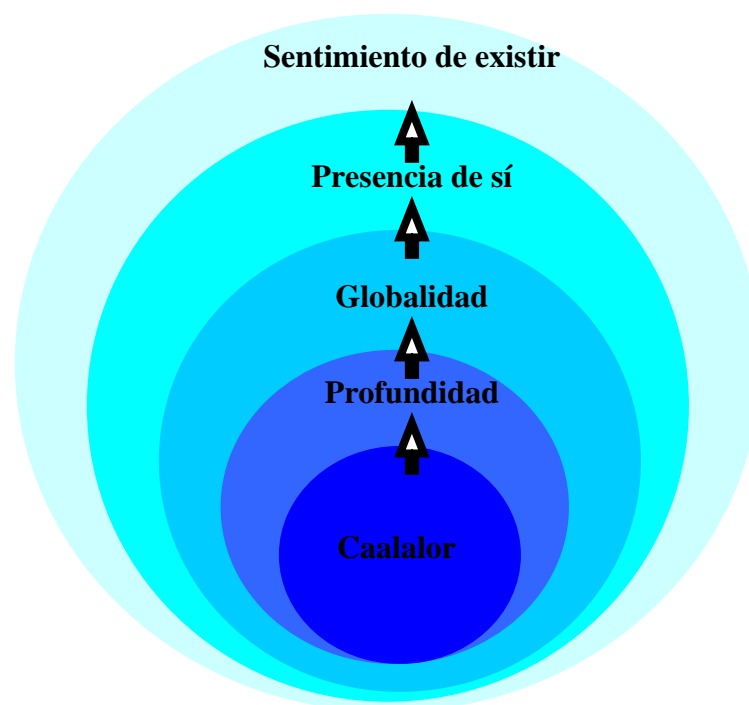 Sentimiento de existir
Presencia de sí
Globalidad
Profundidad
Caalalor